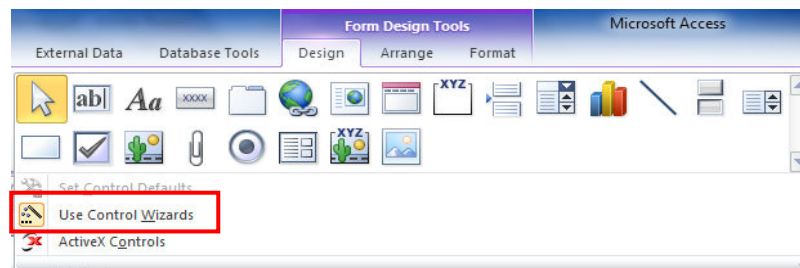 Form Design Tools Microsoft Access
External Data Database Tools Design Arrange Format
ab Aa XXXX XYZ
XYZ
Set Control Defaults
Use Control Wizards
ActiveX Controls